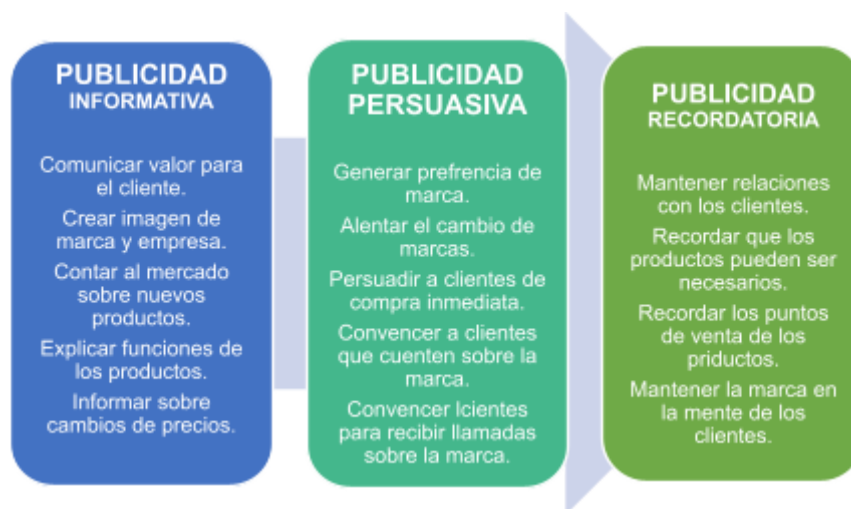 PUBLICIDAD
INFORMATIVA
Comunicar valor para
el cliente.
Crear imagen de
marca y empresa.
Contar al mercado
sobre nuevos
productos.
Explicar funciones de
los productos.
Informar sobre
cambios de precios.
PUBLICIDAD
PERSUASIVA
Generar prefrencia de
marca.
Alentar el cambio de
marcas.
Persuadir a clientes de
compra inmediata.
Convencer a clientes
que cuenten sobre la
marca.
Convencer lcientes
para recibir llamadas
sobre la marca.
PUBLICIDAD
RECORDATORIA
Mantener relaciones
con los clientes.
Recordar que los
productos pueden ser
necesarios.
Recordar los puntos
de venta de los
priductos.
Mantener la marca en
la mente de los
clientes.